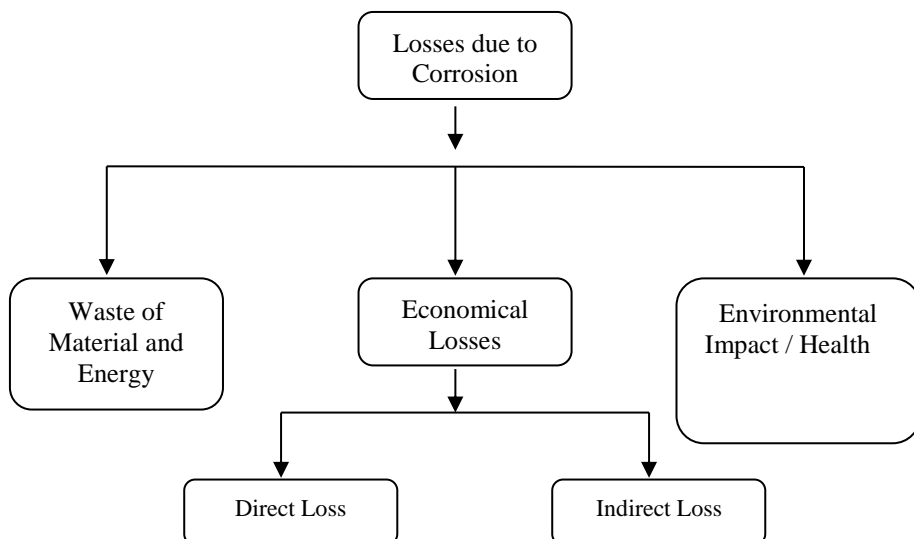 Losses due to
Corrosion
Waste of
Material and
Energy
Economical
Losses
Environmental
Impact / Health
Direct Loss
Indirect Loss